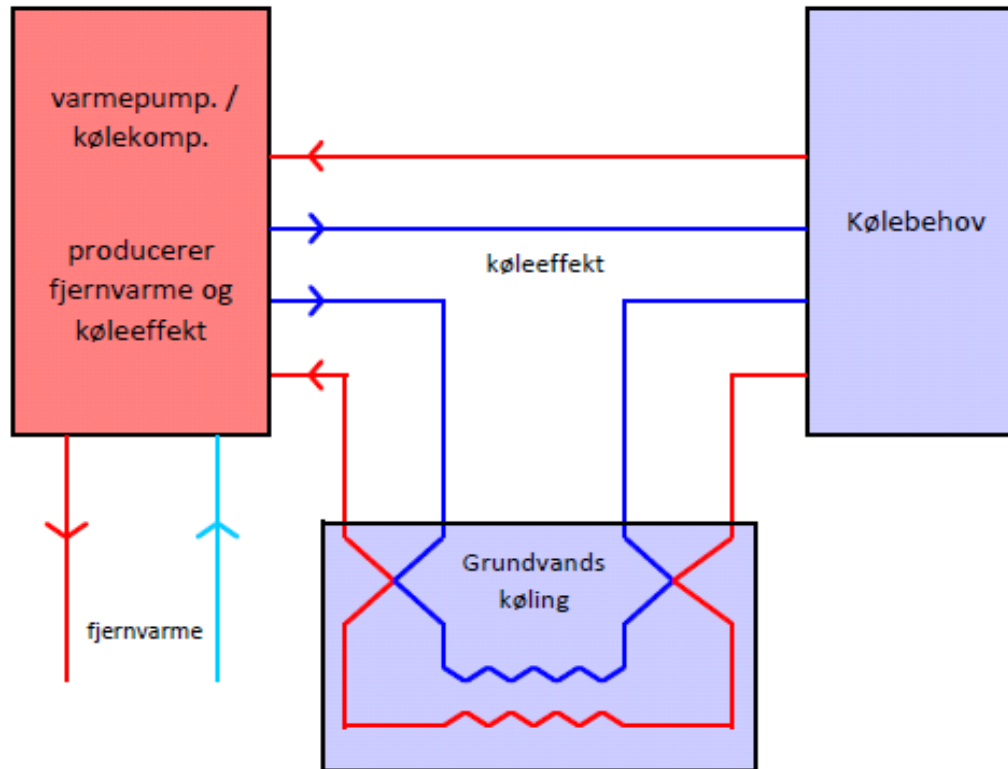 varmepump. /
kølekomp.
producerer
fjernvarme og
køleeffekt
køleeffekt
Kølebehov
Grundvands
køling
fjernvarme